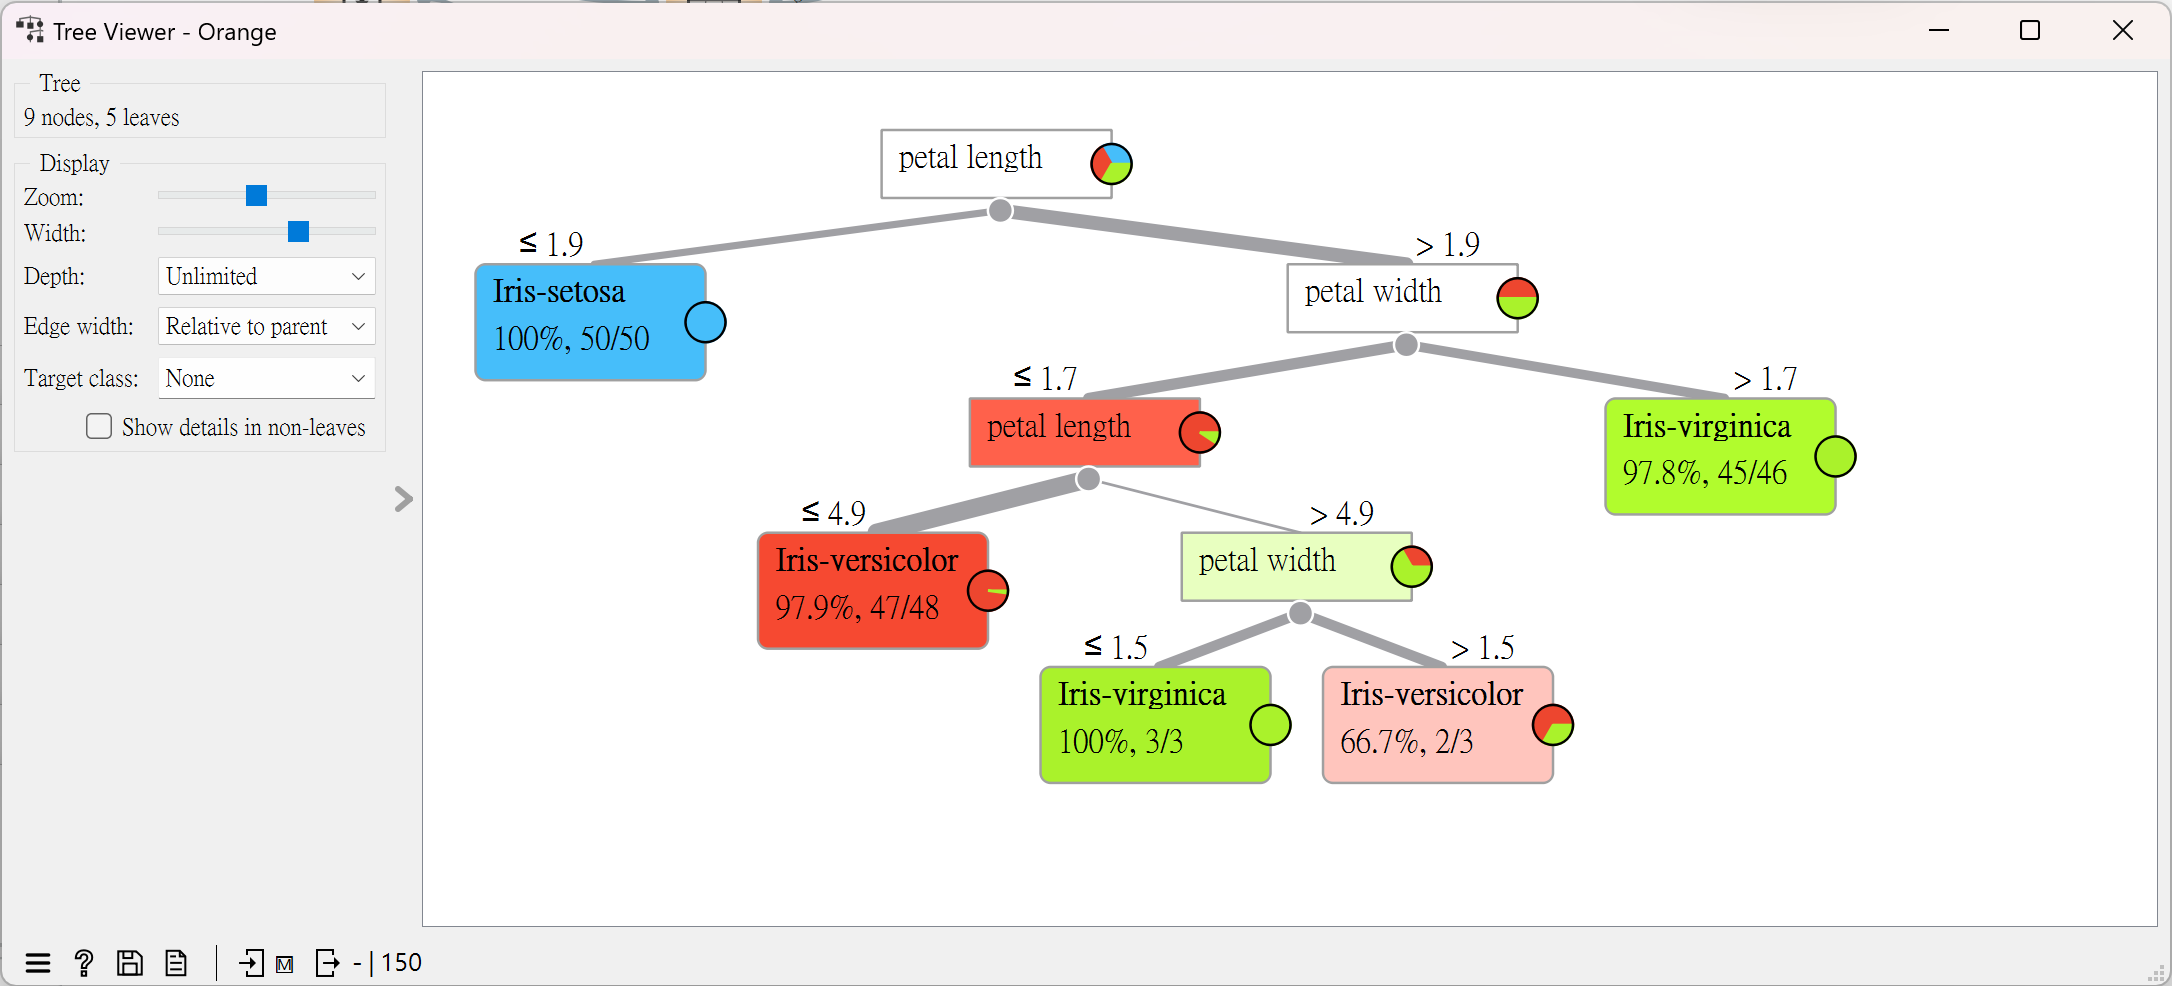 Tree Viewer - Orange
Tree
9 nodes, 5 leaves
Display
Zoom:
Width:
Depth: Unlimited
Edge width: Relative to parent
Target class: None
Show details in non-leaves
petal length
≤ 1.9
> 1.9
Iris-setosa
100%, 50/50
petal width
≤ 1.7
> 1.7
petal length
Iris-virginica
97.8%, 45/46
≤ 4.9
> 4.9
Iris-versicolor
97.9%, 47/48
petal width
≤ 1.5
> 1.5
Iris-virginica
100%, 3/3
Iris-versicolor
66.7%, 2/3
? M - | 150